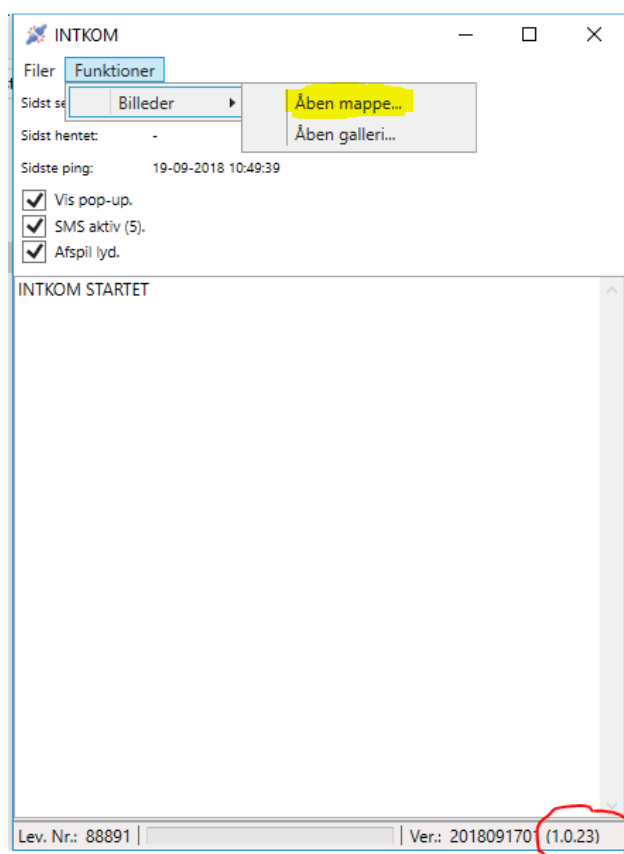 INTKOM
Filer Funktioner
Sidst se Billeder Åben mappe...
Åben galleri...
Sidst hentet: -
Sidste ping: 19-09-2018 10:49:39
Vis pop-up.
SMS aktiv (5).
Afspil lyd.
INTKOM STARTET
Lev. Nr.: 88891 Ver.: 2018091701 (1.0.23)